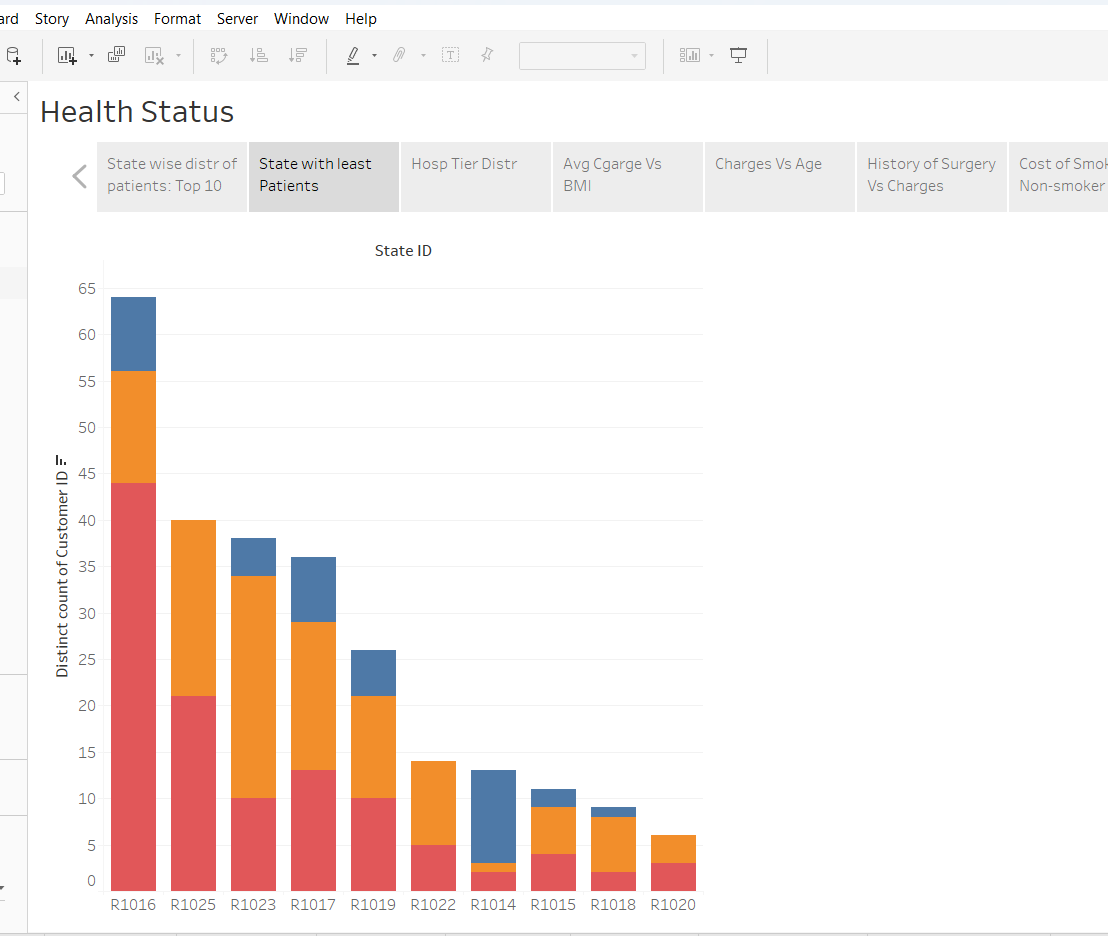 ard Story Analysis Format Server Window Help
Health Status
State wise distr of
patients: Top 10
State with least
Patients
Hosp Tier Distr
Avg Cgarge Vs
BMI
Charges Vs Age
History of Surgery
Vs Charges
Cost of Smok
Non-smoker
State ID
65
60
55
50
45
40
35
30
25
20
15
10
5
0
Distinct count of Customer ID
R1016 R1025 R1023 R1017 R1019 R1022 R1014 R1015 R1018 R1020